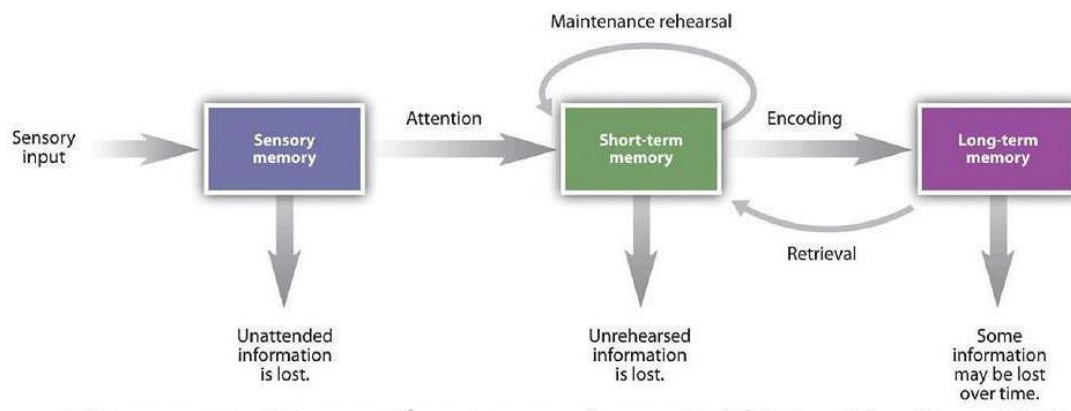 Maintenance rehearsal
Sensory
input
Sensory
memory
Attention
Short-term
memory
Encoding
Long-term
memory
Retrieval
Unattended
information
is lost.
Unrehearsed
information
is lost.
Some
information
may be lost
over time.